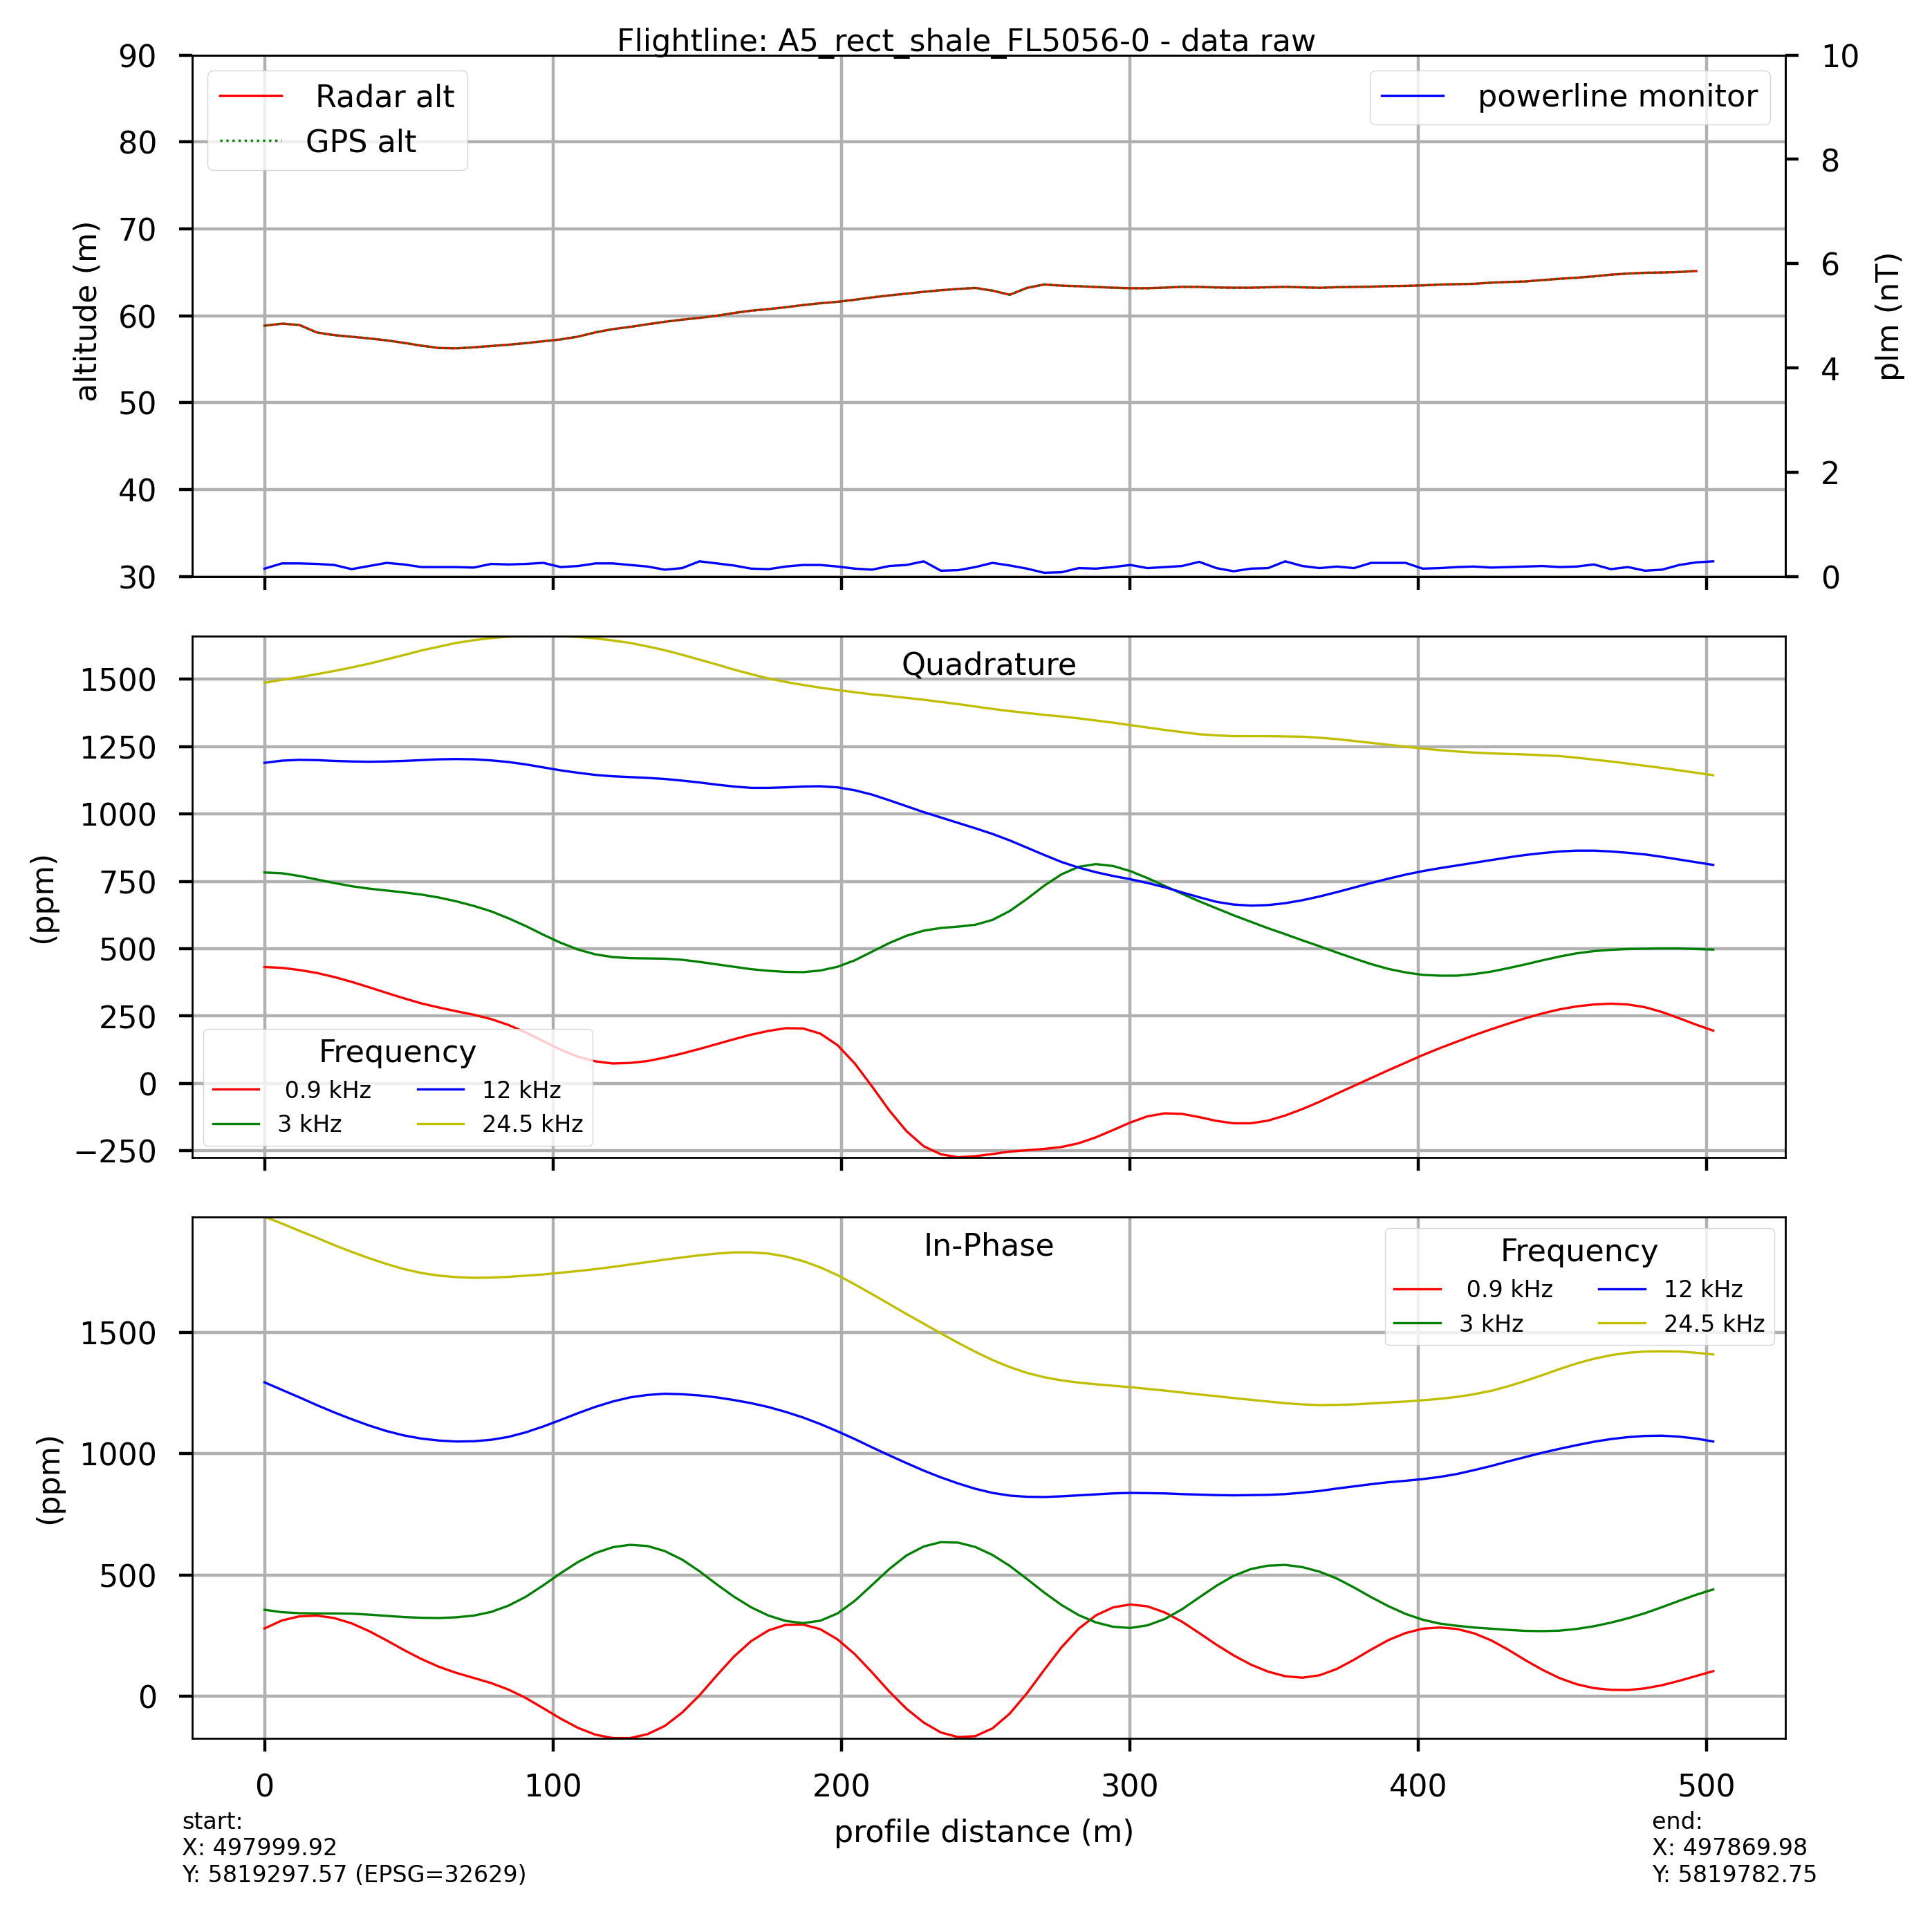 Flightline: A5_rect_shale_FL5056-0 - data raw
90
80
70
60
50
40
30
altitude (m)
Radar alt
GPS alt
powerline monitor
10
8
6
4
2
0
plm (nT)
Quadrature
1500
1250
1000
750
500
250
0
−250
(ppm)
Frequency
0.9 kHz 12 kHz
3 kHz 24.5 kHz
In-Phase
1500
1000
500
0
(ppm)
Frequency
0.9 kHz 12 kHz
3 kHz 24.5 kHz
0 100 200 300 400 500
profile distance (m)
start:
X: 497999.92
Y: 5819297.57 (EPSG=32629)
end:
X: 497869.98
Y: 5819782.75